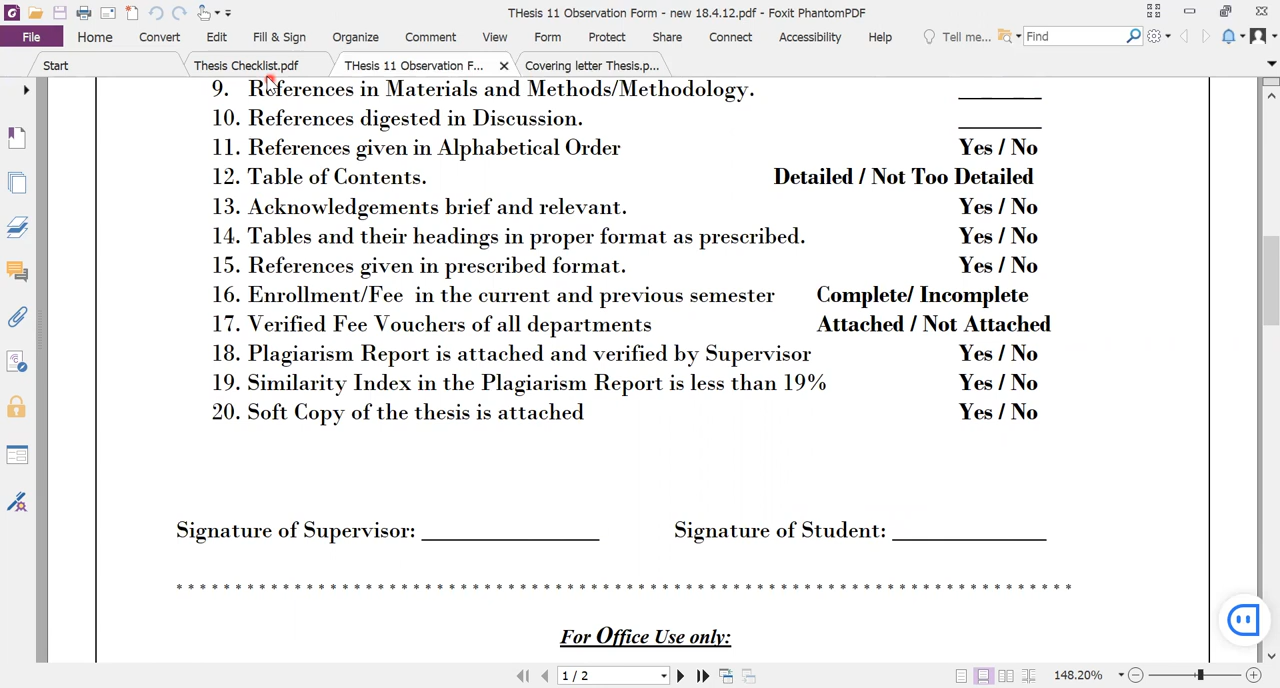 THesis 11 Observation Form - new 18.4.12.pdf - Foxit PhantomPDF
File Home Convert Edit Fill & Sign Organize Comment View Form Protect Share Connect Accessibility Help Tell me... Find
Start Thesis Checklist.pdf THesis 11 Observation F... Covering letter Thesis.p...
9. References in Materials and Methods/Methodology. ________
10. References digested in Discussion. ________
11. References given in Alphabetical Order Yes / No
12. Table of Contents. Detailed / Not Too Detailed
13. Acknowledgements brief and relevant. Yes / No
14. Tables and their headings in proper format as prescribed. Yes / No
15. References given in prescribed format. Yes / No
16. Enrollment/Fee in the current and previous semester Complete/ Incomplete
17. Verified Fee Vouchers of all departments Attached / Not Attached
18. Plagiarism Report is attached and verified by Supervisor Yes / No
19. Similarity Index in the Plagiarism Report is less than 19% Yes / No
20. Soft Copy of the thesis is attached Yes / No
Signature of Supervisor: ________________ Signature of Student: ______________
* * * * * * * * * * * * * * * * * * * * * * * * * * * * * * * * * * * * * * * * * * * * * * * * * * * * * * * * * * * * * * * * * * * * * * * * * * *
For Office Use only:
1 / 2 148.20%